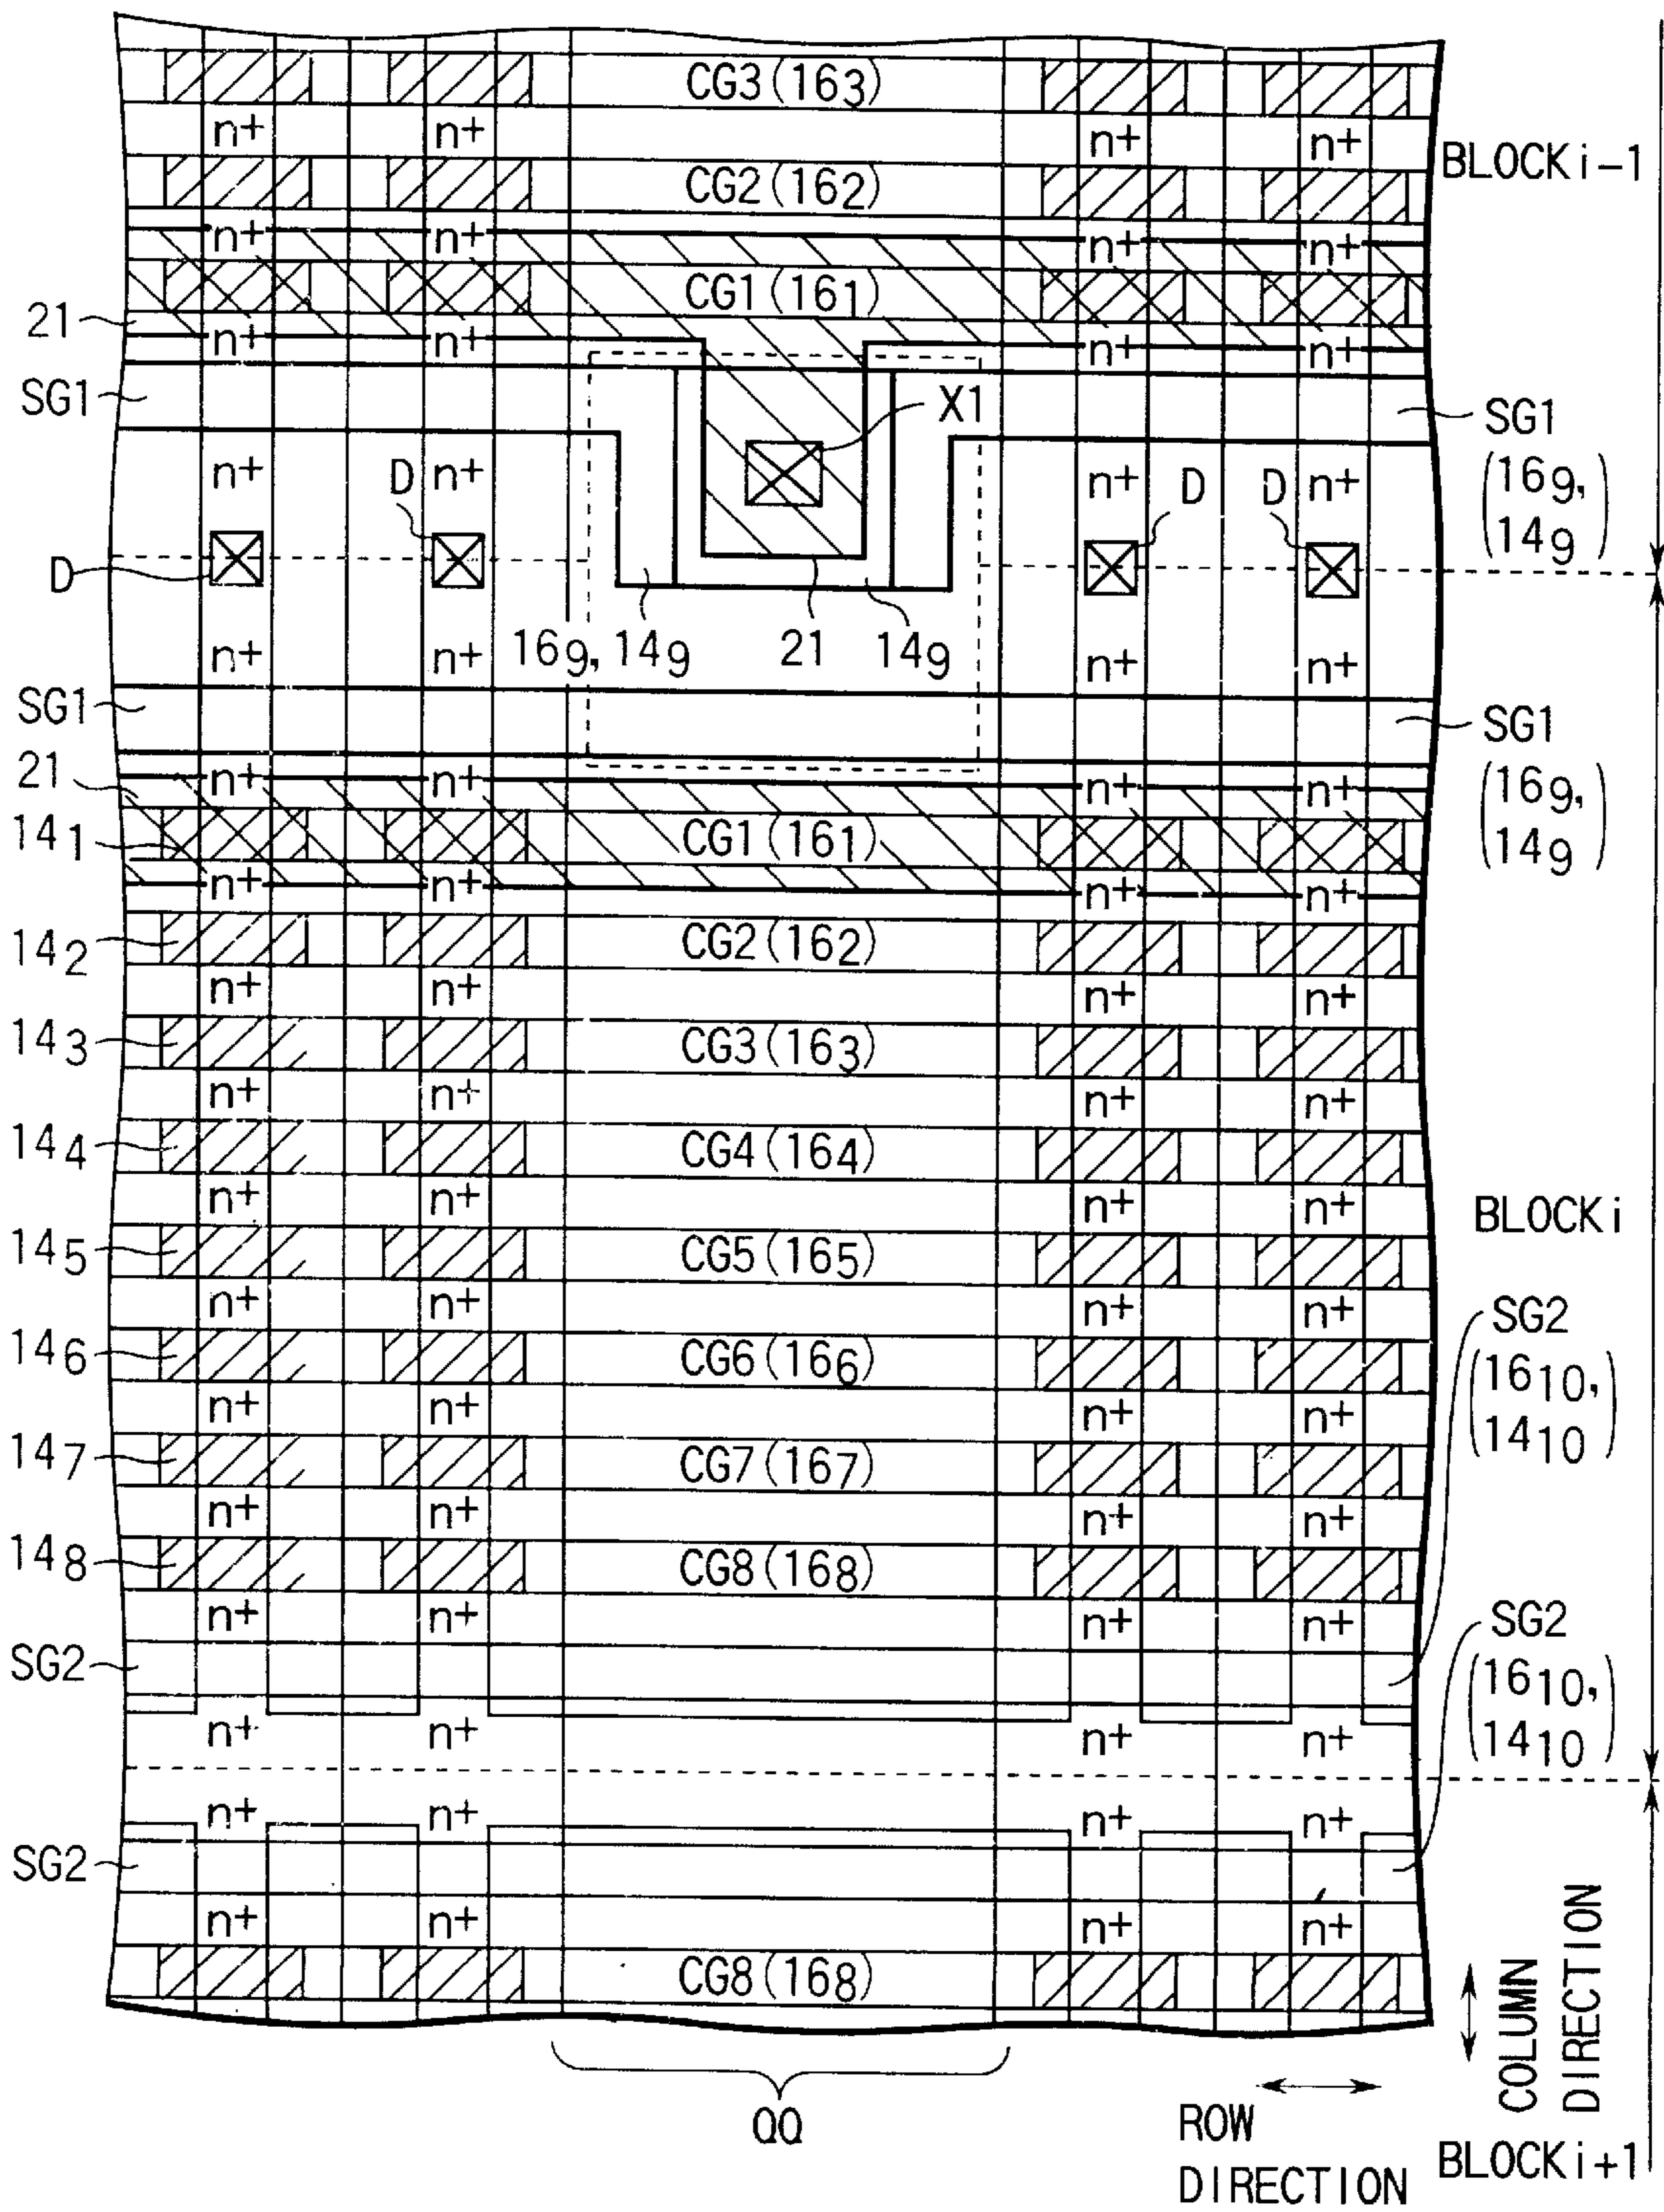 CG3(163)
n+ n+ n+ n+
BLOCKi-1
CG2(162)
n+ n+ n+ n+
CG1(161)
21
n+ n+ n+ n+
SG1
X1
SG1
(169,
149)
n+ D n+ n+ D D n+
D
n+ n+ 169, 149 21 149 n+ n+
SG1
SG1
(169,
149)
21
n+ n+ n+ n+
141
CG1(161)
n+ n+ n+ n+
142 CG2(162)
n+ n+ n+ n+
143 CG3(163)
n+ n+ n+ n+
144 CG4(164)
n+ n+ n+ n+
BLOCKi
145 CG5(165)
n+ n+ n+ n+
SG2
(1610,
1410)
146 CG6(166)
n+ n+ n+ n+
147 CG7(167)
n+ n+ n+ n+
148 CG8(168)
n+ n+ n+ n+
SG2
SG2
(1610,
1410)
n+ n+ n+ n+
n+ n+ n+ n+
SG2
n+ n+ n+ n+
CG8(168)
COLUMN
DIRECTION
QQ
ROW
DIRECTION
BLOCKi+1